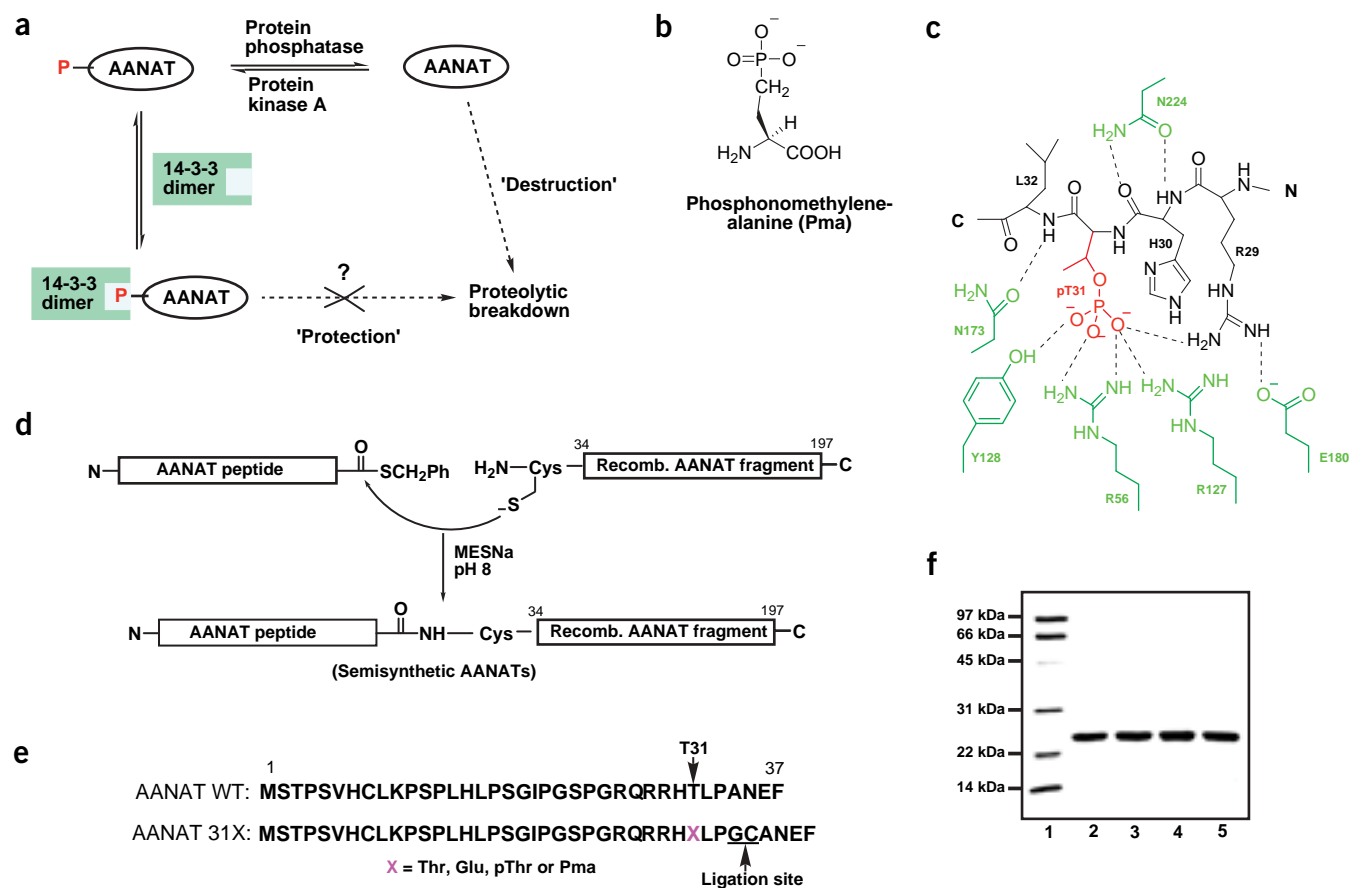 a
Protein
phosphatase
P
AANAT
Protein
kinase A
AANAT
14-3-3
dimer
'Destruction'
14-3-3
dimer
P
AANAT
?
'Protection'
Proteolytic
breakdown
b
O−
O=P−O−
CH2
H
H2N
COOH
Phosphonomethylene-
alanine (Pma)
c
N224
H2N
O
L32
O
O
O
H
N
N
C
N
H
N
H
N
H
O
H30
R29
N
NH
NH
O
pT31
P
O−
O−
O−
H2N
NH
H2N
O
N173
OH
Y128
H2N
NH
HN
R56
H2N
NH
HN
R127
O−
O
E180
d
N
AANAT peptide
O
SCH2Ph
H2N
Cys
−S
34
197
Recomb. AANAT fragment
C
MESNa
pH 8
N
AANAT peptide
O
NH
Cys
34
197
Recomb. AANAT fragment
C
(Semisynthetic AANATs)
e
T31
1
37
AANAT WT: MSTPSVHCLKPSPLHLPSGIPGSPGRQRRHTLPANEF
AANAT 31X: MSTPSVHCLKPSPLHLPSGIPGSPGRQRRHXLPGCANEF
X = Thr, Glu, pThr or Pma
Ligation site
f
97 kDa
66 kDa
45 kDa
31 kDa
22 kDa
14 kDa
1 2 3 4 5